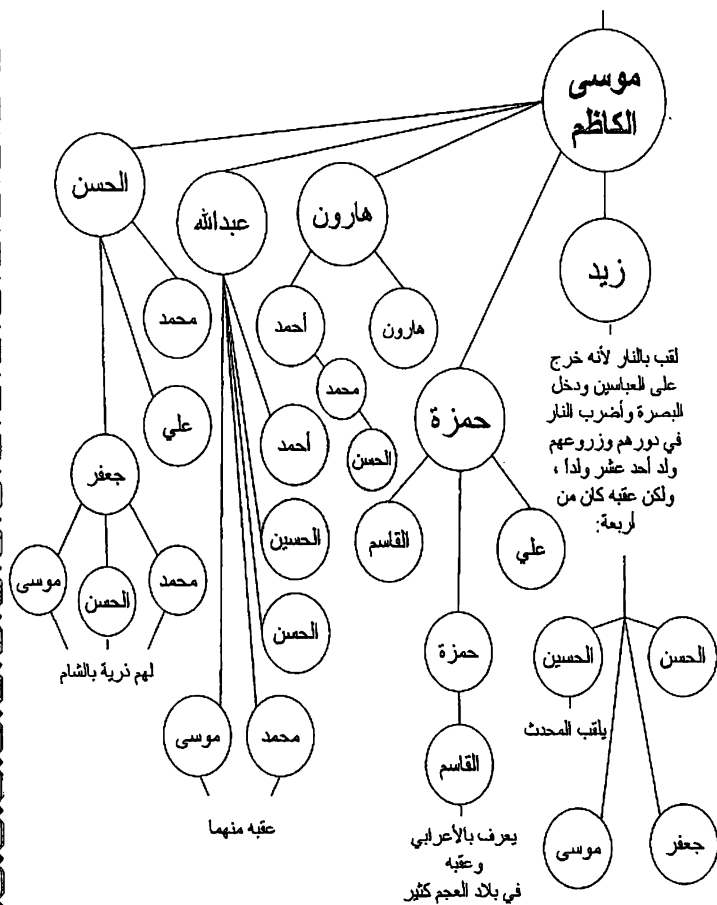 موسى
الكاظم
زيد
لقب بالنار لأنه خرج
على العباسين ودخل
البصرة وأضرب النار
في دورهم وزروعهم
ولد أحد عشر ولداً ،
ولكن عقبه كان من
أربعة:
الحسن
الحسين
يلقب المحدث
جعفر
موسى
حمزة
علي
القاسم
حمزة
القاسم
يعرف بالأعرابي
وعقبه
في بلاد العجم كثير
هارون
هارون
أحمد
محمد
الحسن
عبدالله
أحمد
الحسين
الحسن
محمد
موسى
عقبه منهما
الحسن
محمد
علي
جعفر
محمد
الحسن
موسى
لهم ذرية بالشام